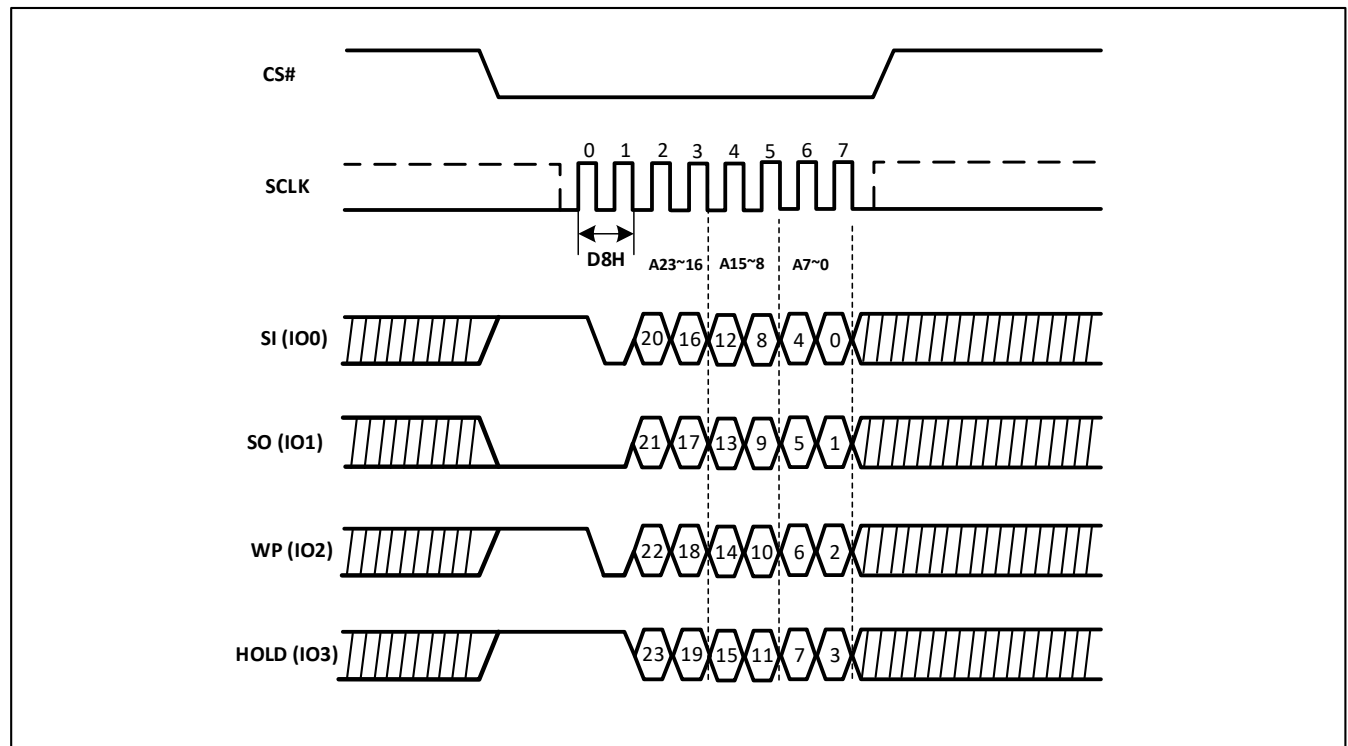 CS#
0 1 2 3 4 5 6 7
SCLK
D8H A23~16 A15~8 A7~0
SI (IO0) 20 16 12 8 4 0
SO (IO1) 21 17 13 9 5 1
WP (IO2) 22 18 14 10 6 2
HOLD (IO3) 23 19 15 11 7 3